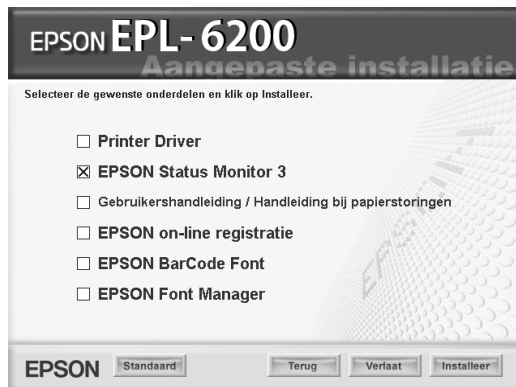 EPSON EPL-6200
Aangepaste installatie
Selecteer de gewenste onderdelen en klik op Installeer.
Printer Driver
EPSON Status Monitor 3
Gebruikershandleiding / Handleiding bij papierstoringen
EPSON on-line registratie
EPSON BarCode Font
EPSON Font Manager
EPSON
EPSON Standaard Terug Verlaat Installeer